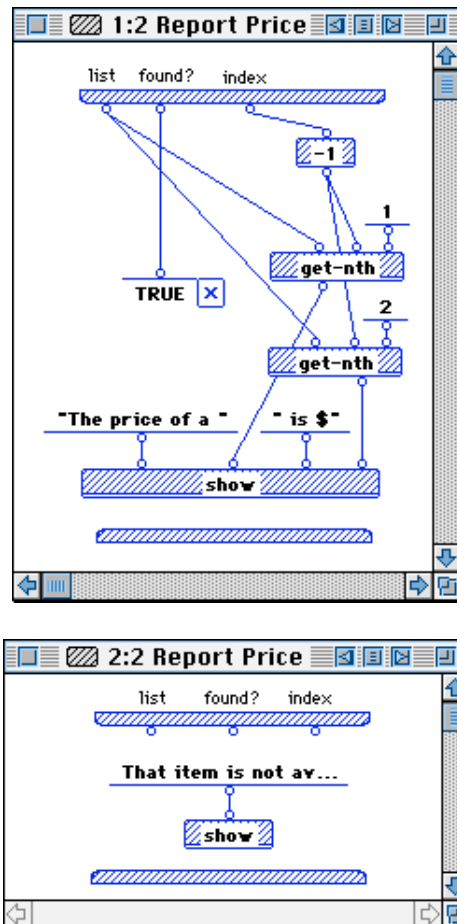 1:2 Report Price
list found? index
-1
1
get-nth
TRUE
2
get-nth
"The price of a " " is $"
show
2:2 Report Price
list found? index
That item is not av...
show